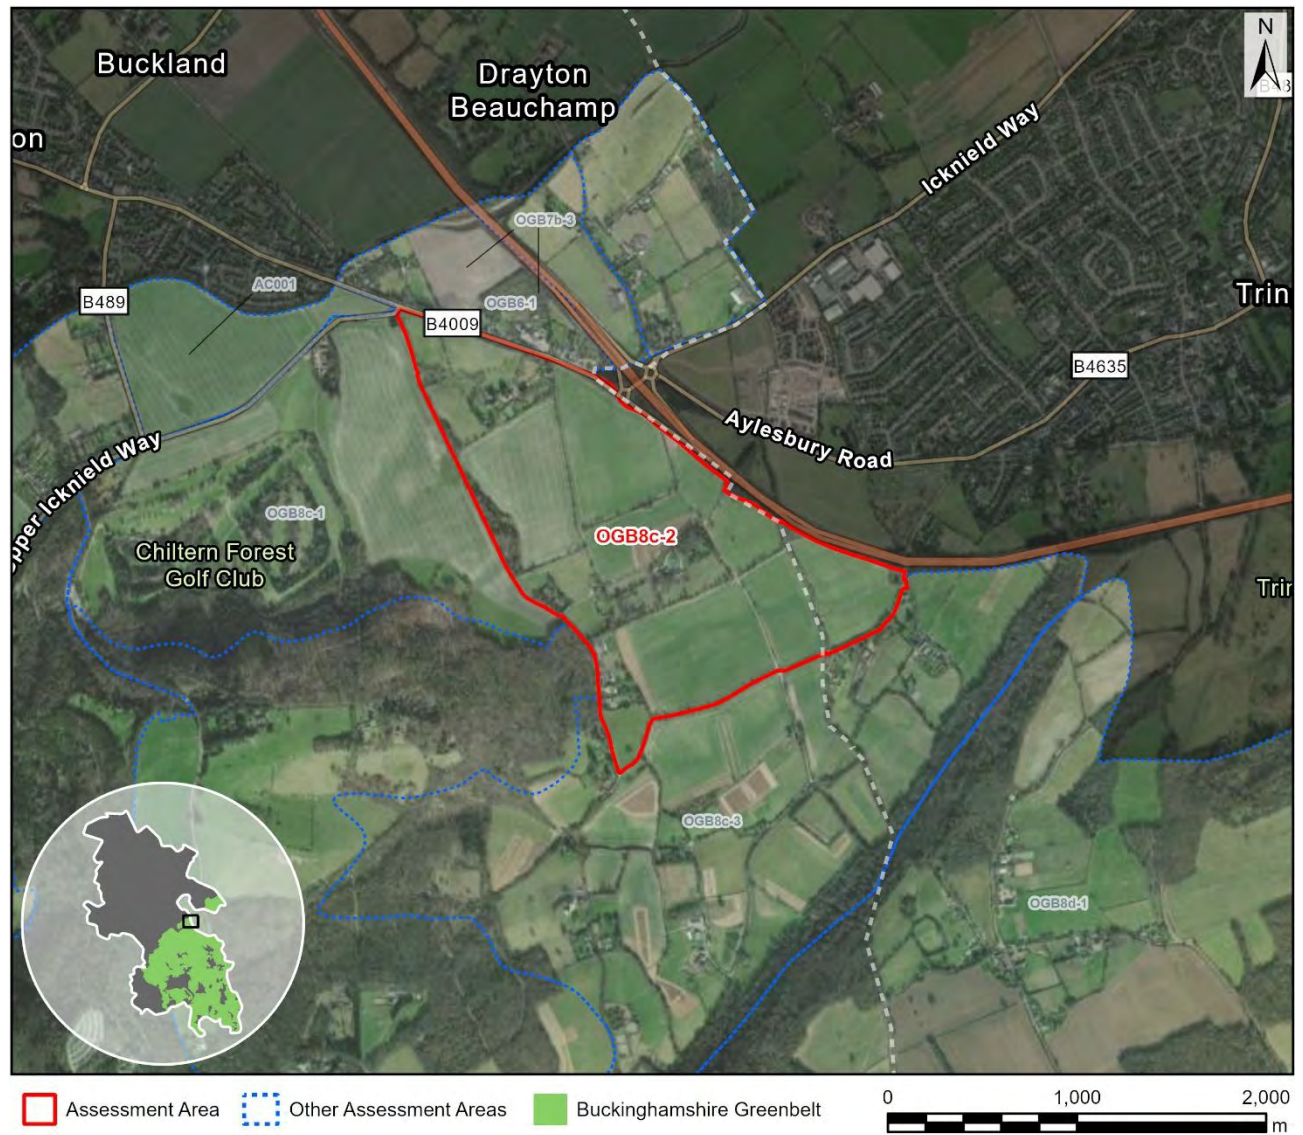 Buckland
Drayton
Beauchamp
N
on
Icknield Way
OGB7b-3
AC001
B489
OGB6-1
B4009
Trin
B4635
Aylesbury Road
Upper Icknield Way
OGB8c-1
OGB8c-2
Chiltern Forest
Golf Club
Trin
OGB8c-3
OGB8d-1
Assessment Area
Other Assessment Areas
Buckinghamshire Greenbelt
0 1,000 2,000
m